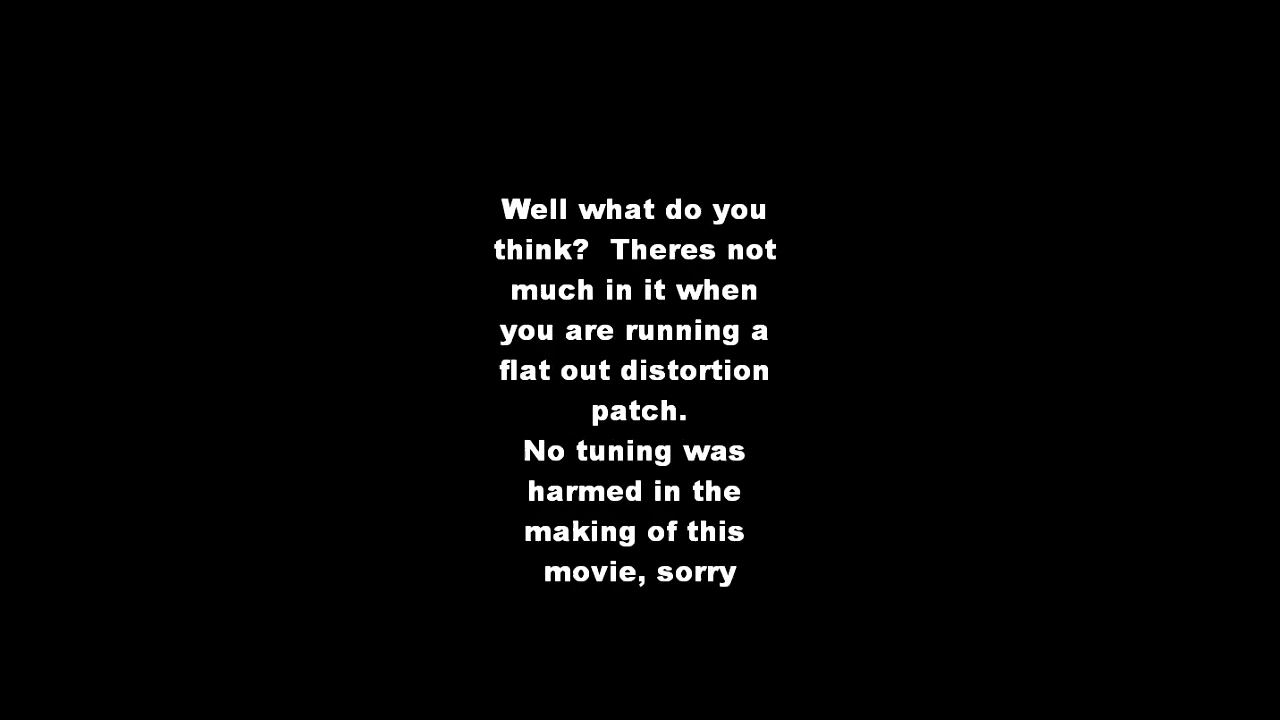 Well what do you
think?  Theres not
much in it when
you are running a
flat out distortion
patch.
No tuning was
harmed in the
making of this
movie, sorry